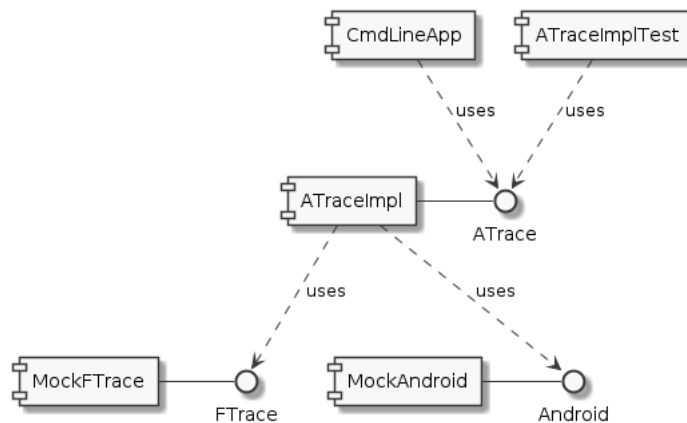 CmdLineApp
ATraceImplTest
uses
uses
ATraceImpl
ATrace
uses
uses
MockFTrace
MockAndroid
FTrace
Android